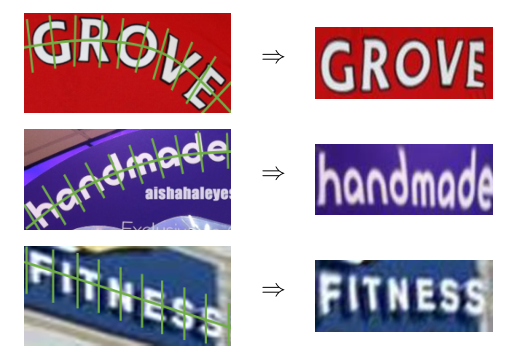 GROVE ⇒ GROVE
handmade ⇒ handmade
aishahaleyes
FITNESS ⇒ FITNESS